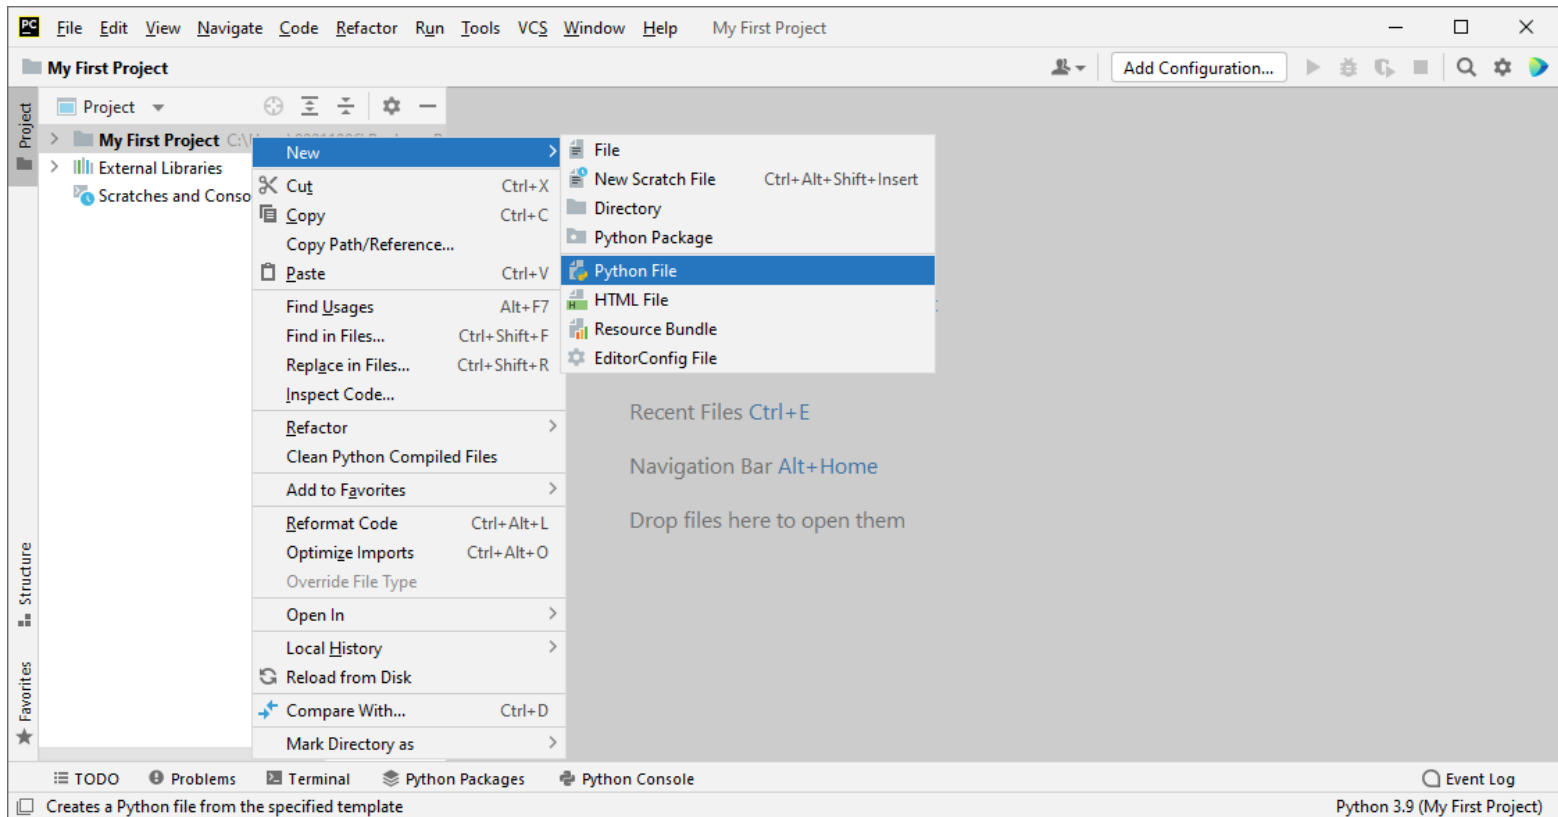 PC File Edit View Navigate Code Refactor Run Tools VCS Window Help My First Project
My First Project Add Configuration...
Project
Project
My First Project C:\
External Libraries
Scratches and Conso
New
Cut Ctrl+X
Copy Ctrl+C
Copy Path/Reference...
Paste Ctrl+V
Find Usages Alt+F7
Find in Files... Ctrl+Shift+F
Replace in Files... Ctrl+Shift+R
Inspect Code...
Refactor
Clean Python Compiled Files
Add to Favorites
Reformat Code Ctrl+Alt+L
Optimize Imports Ctrl+Alt+O
Override File Type
Open In
Local History
Reload from Disk
Compare With... Ctrl+D
Mark Directory as
File
New Scratch File Ctrl+Alt+Shift+Insert
Directory
Python Package
Python File
HTML File
Resource Bundle
EditorConfig File
Recent Files Ctrl+E
Navigation Bar Alt+Home
Drop files here to open them
Structure
Favorites
TODO Problems Terminal Python Packages Python Console Event Log
Creates a Python file from the specified template Python 3.9 (My First Project)